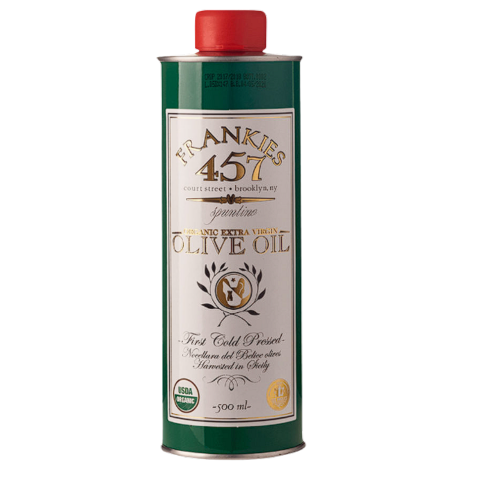 FRANKIES
457
court street • brooklyn, ny
spuntino
ORGANIC EXTRA VIRGIN
OLIVE OIL
-First Cold Pressed-
Nocellara del Belice olives
Harvested in Sicily
USDA
ORGANIC
-500 ml-